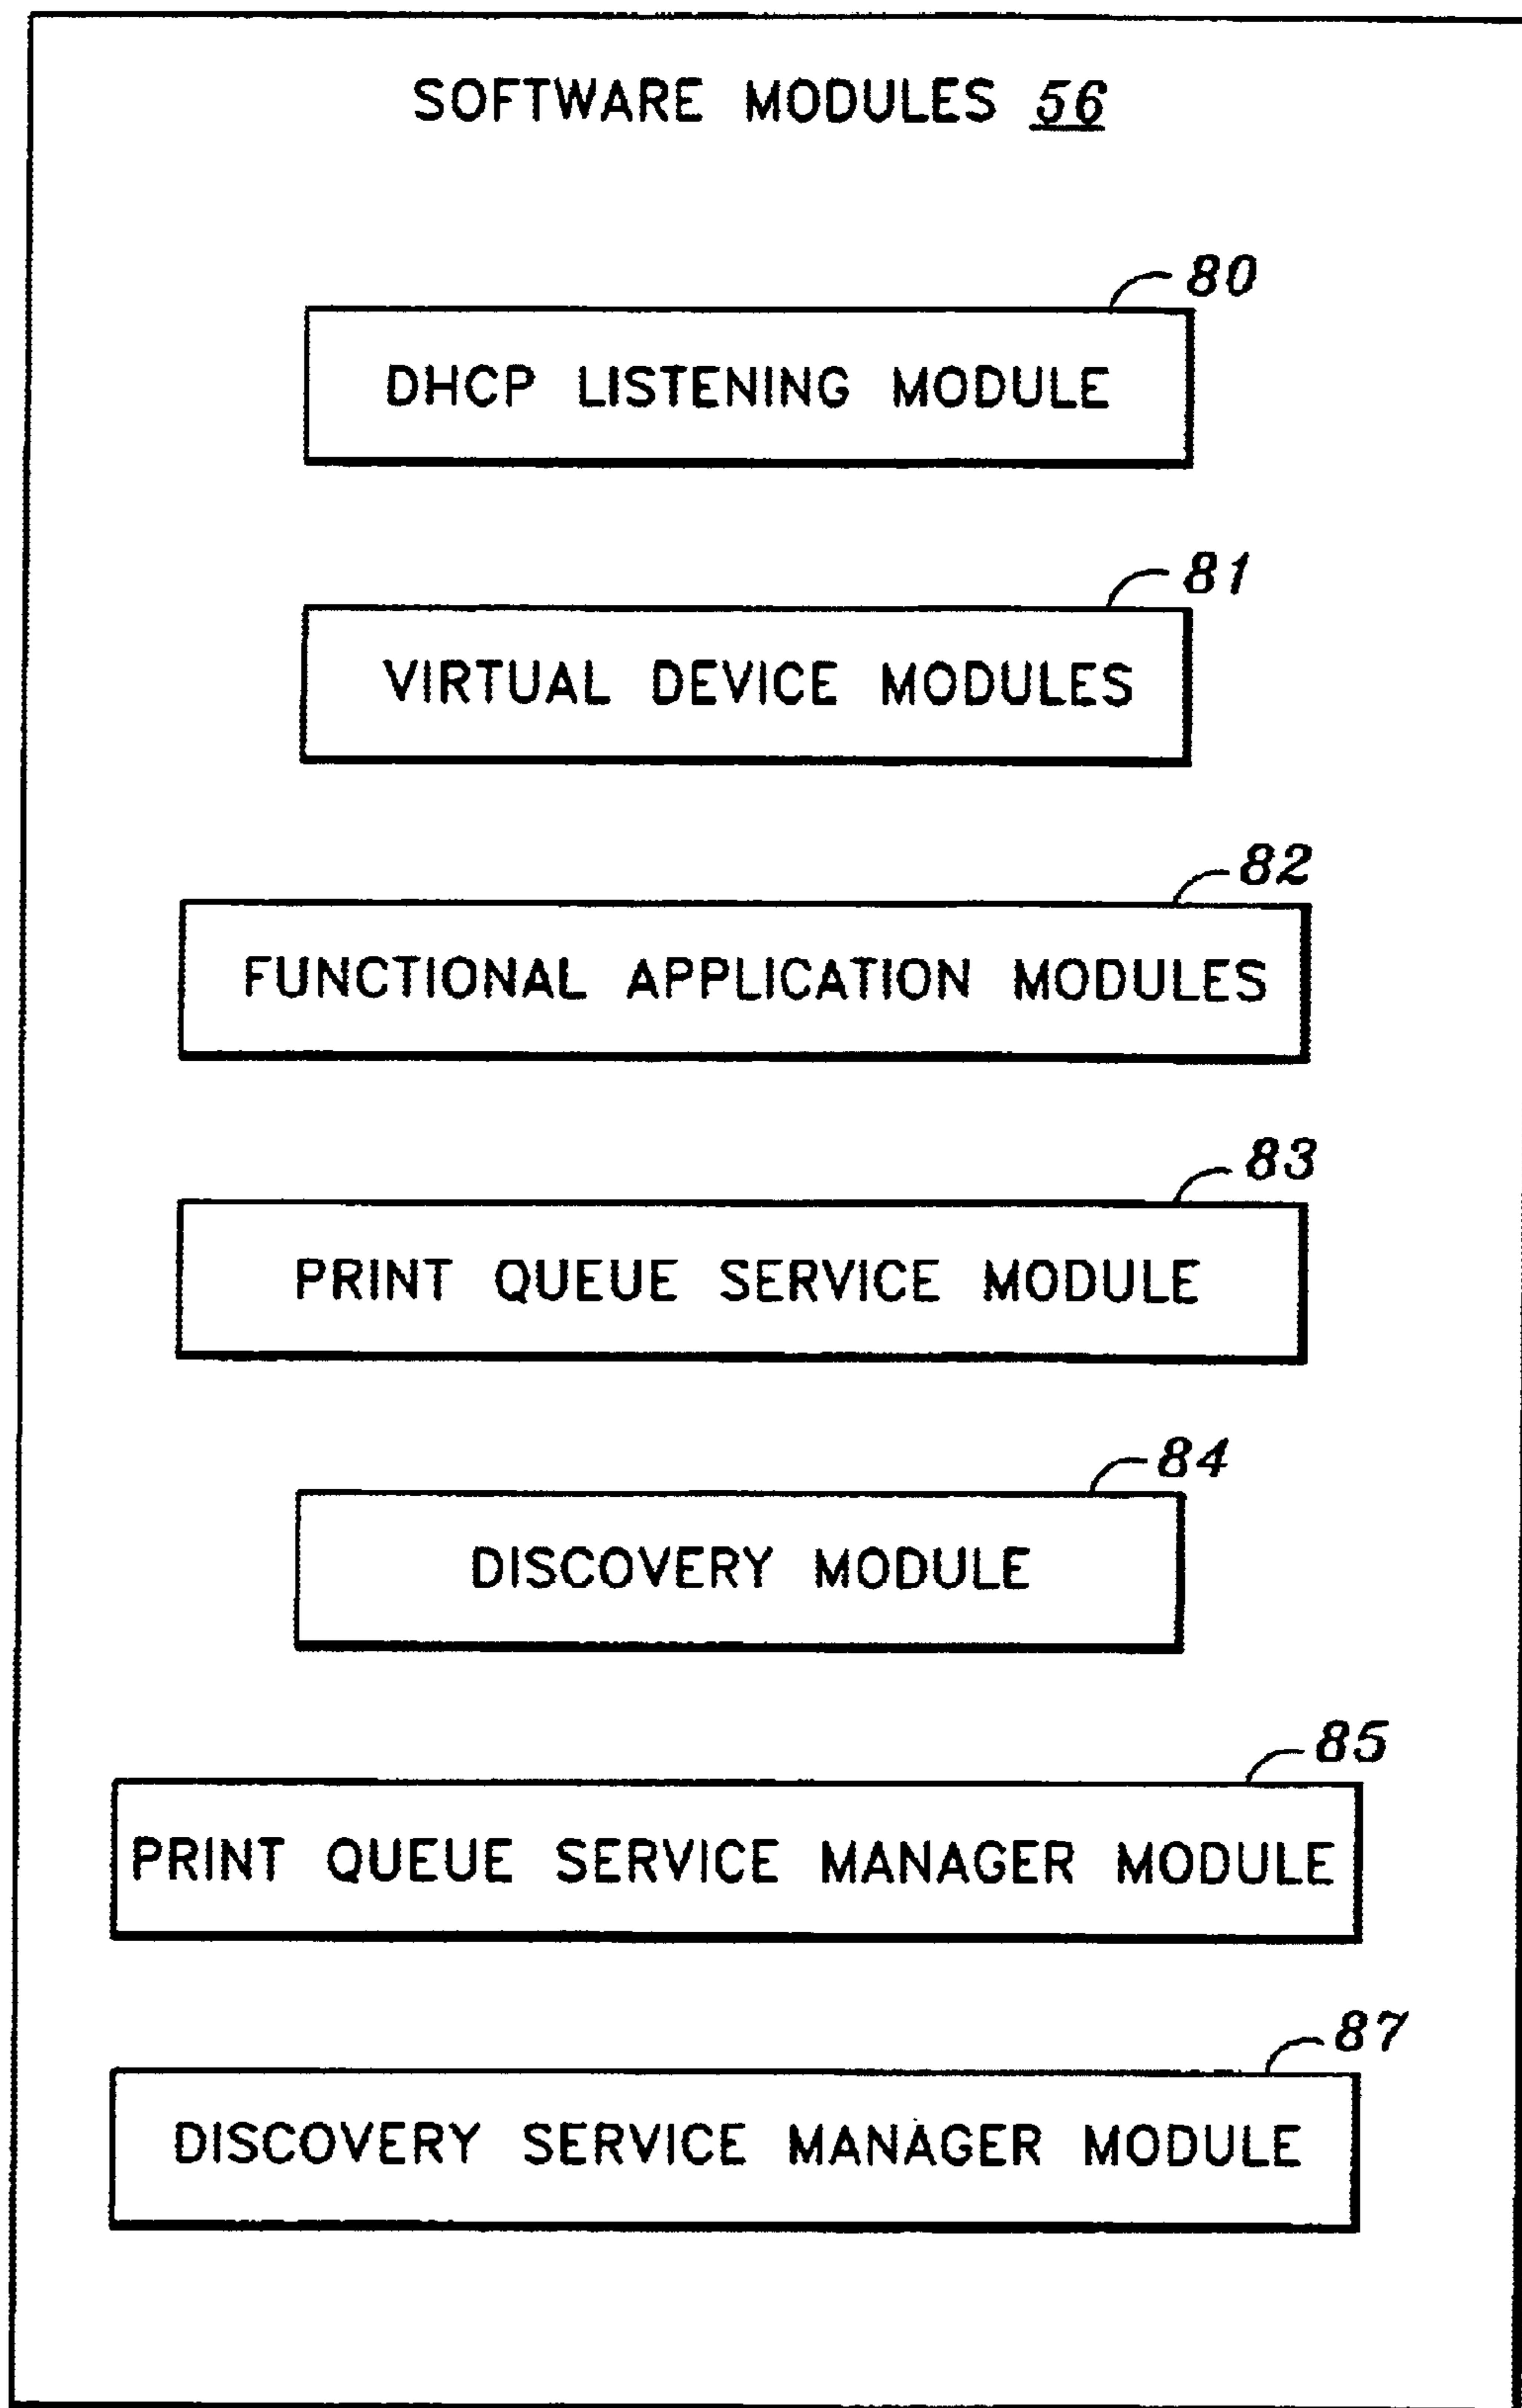 SOFTWARE MODULES 56
80
DHCP LISTENING MODULE
81
VIRTUAL DEVICE MODULES
82
FUNCTIONAL APPLICATION MODULES
83
PRINT QUEUE SERVICE MODULE
84
DISCOVERY MODULE
85
PRINT QUEUE SERVICE MANAGER MODULE
87
DISCOVERY SERVICE MANAGER MODULE